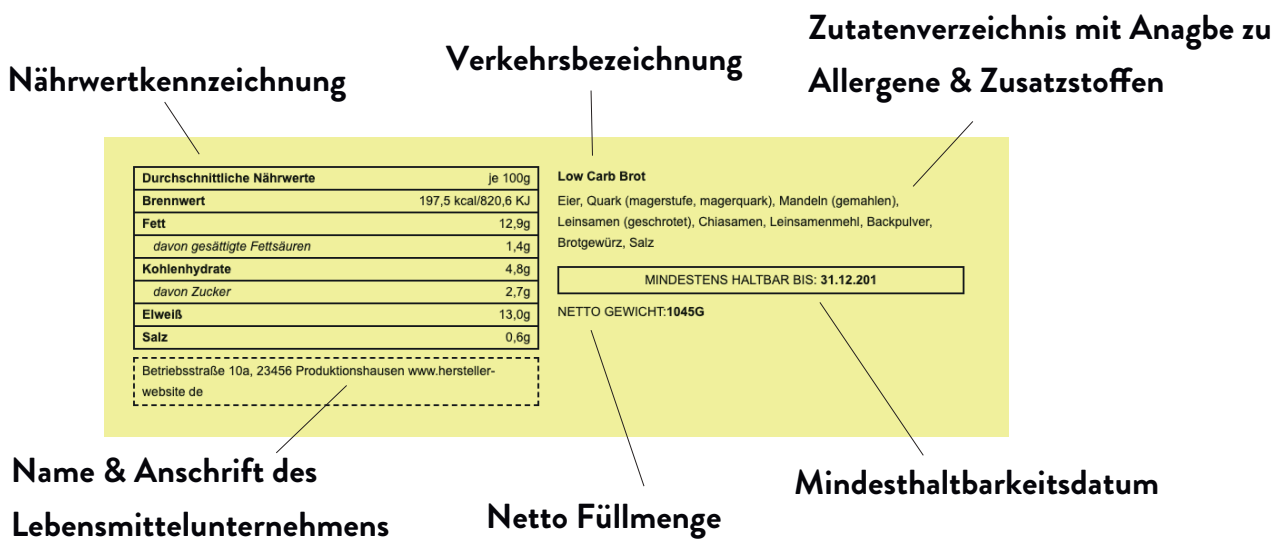 Zutatenverzeichnis mit Anagbe zu
Allergene & Zusatzstoffen
Verkehrsbezeichnung
Nährwertkennzeichnung
Durchschnittliche Nährwerte je 100g
Brennwert 197,5 kcal/820,6 KJ
Fett 12,9g
davon gesättigte Fettsäuren 1,4g
Kohlenhydrate 4,8g
davon Zucker 2,7g
Elweiß 13,0g
Salz 0,6g
Betriebsstraße 10a, 23456 Produktionshausen www.hersteller-
website de
Low Carb Brot
Eier, Quark (magerstufe, magerquark), Mandeln (gemahlen),
Leinsamen (geschrotet), Chiasamen, Leinsamenmehl, Backpulver,
Brotgewürz, Salz
MINDESTENS HALTBAR BIS: 31.12.201
NETTO GEWICHT:1045G
Name & Anschrift des
Lebensmittelunternehmens
Netto Füllmenge
Mindesthaltbarkeitsdatum